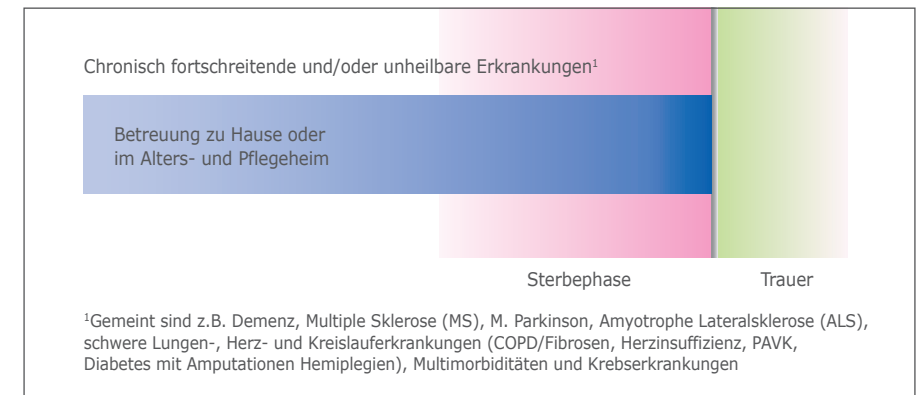 Chronisch fortschreitende und/oder unheilbare Erkrankungen¹
Betreuung zu Hause oder
im Alters- und Pflegeheim
Sterbephase
Trauer
¹Gemeint sind z.B. Demenz, Multiple Sklerose (MS), M. Parkinson, Amyotrophe Lateralsklerose (ALS),
schwere Lungen-, Herz- und Kreislauferkrankungen (COPD/Fibrosen, Herzinsuffizienz, PAVK,
Diabetes mit Amputationen Hemiplegien), Multimorbiditäten und Krebserkrankungen